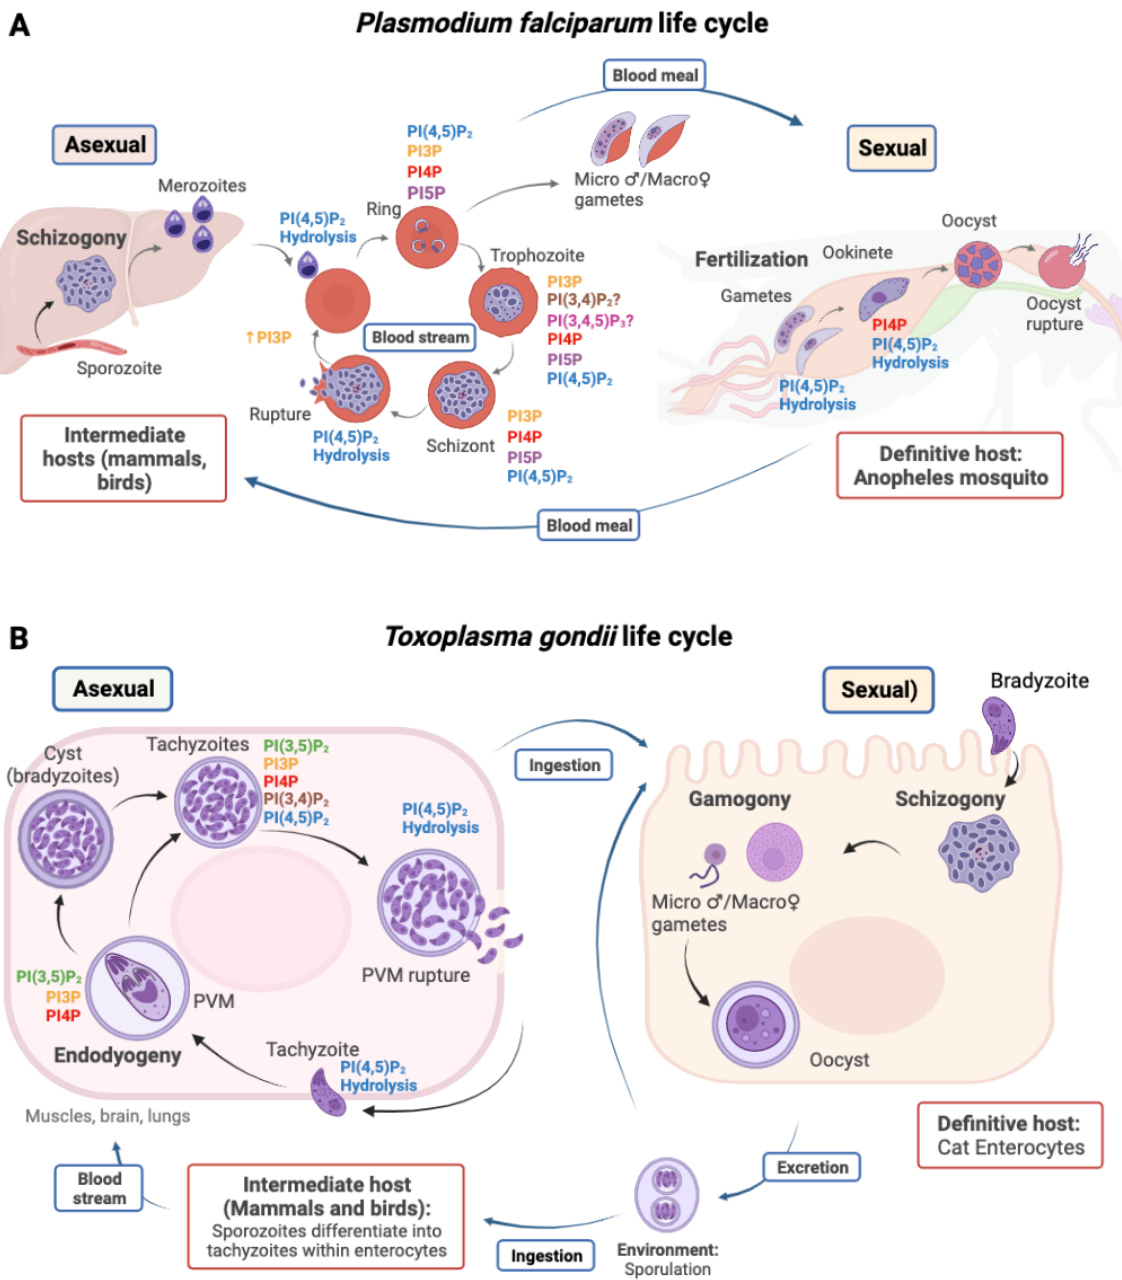 A
Plasmodium falciparum life cycle
Blood meal
Asexual
Sexual
PI(4,5)P₂
PI3P
PI4P
PI5P
Micro ♂/Macro♀
gametes
Merozoites
Schizogony
Sporozoite
PI(4,5)P₂
Hydrolysis
Ring
Trophozoite
PI3P
PI(3,4)P₂?
PI(3,4,5)P₃?
PI4P
PI5P
PI(4,5)P₂
Blood stream
↑PI3P
Rupture
PI(4,5)P₂
Hydrolysis
Schizont
PI3P
PI4P
PI5P
PI(4,5)P₂
Oocyst
Fertilization
Ookinete
Gametes
Oocyst
rupture
PI4P
PI(4,5)P₂
Hydrolysis
PI(4,5)P₂
Hydrolysis
Intermediate
hosts (mammals,
birds)
Definitive host:
Anopheles mosquito
Blood meal
B
Toxoplasma gondii life cycle
Asexual
Sexual)
Bradyzoite
Cyst
(bradyzoites)
Tachyzoites
PI(3,5)P₂
PI3P
PI4P
PI(3,4)P₂
PI(4,5)P₂
PI(4,5)P₂
Hydrolysis
PVM rupture
PI(3,5)P₂
PI3P
PI4P
PVM
Endodyogeny
Tachyzoite
PI(4,5)P₂
Hydrolysis
Muscles, brain, lungs
Ingestion
Gamogony
Schizogony
Micro ♂/Macro♀
gametes
Oocyst
Definitive host:
Cat Enterocytes
Excretion
Blood
stream
Intermediate host
(Mammals and birds):
Sporozoites differentiate into
tachyzoites within enterocytes
Ingestion
Environment:
Sporulation